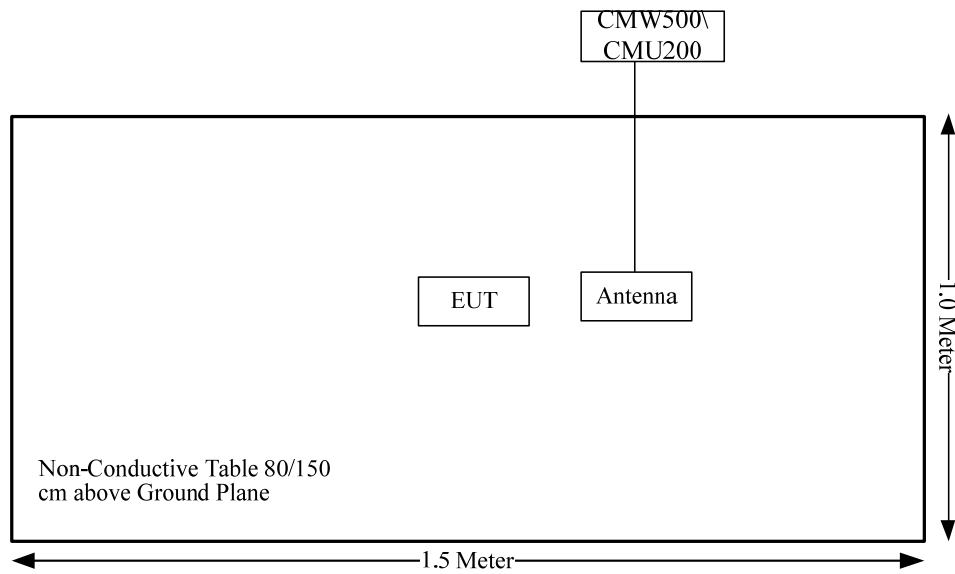 CMW500\
CMU200
EUT
Antenna
1.0 Meter
Non-Conductive Table 80/150
cm above Ground Plane
1.5 Meter